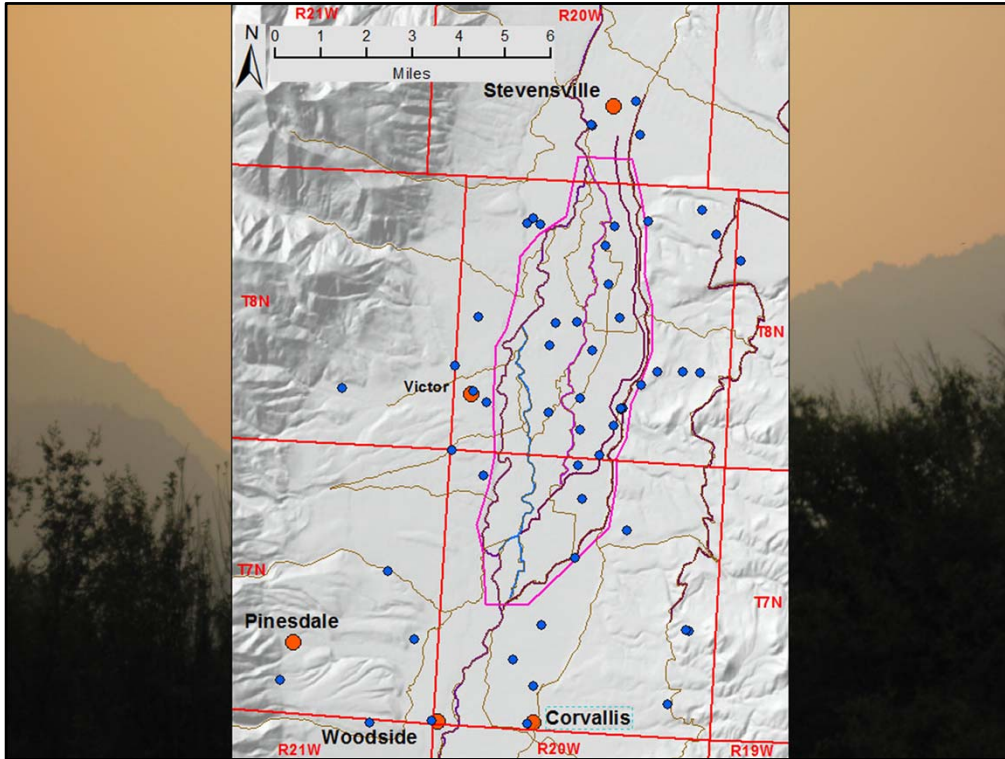 R21W
R20W
N
0 1 2 3 4 5 6
Miles
Stevensville
T8N
T8N
Victor
T7N
T7N
Pinesdale
Corvallis
Woodside
R21W
R20W
R19W